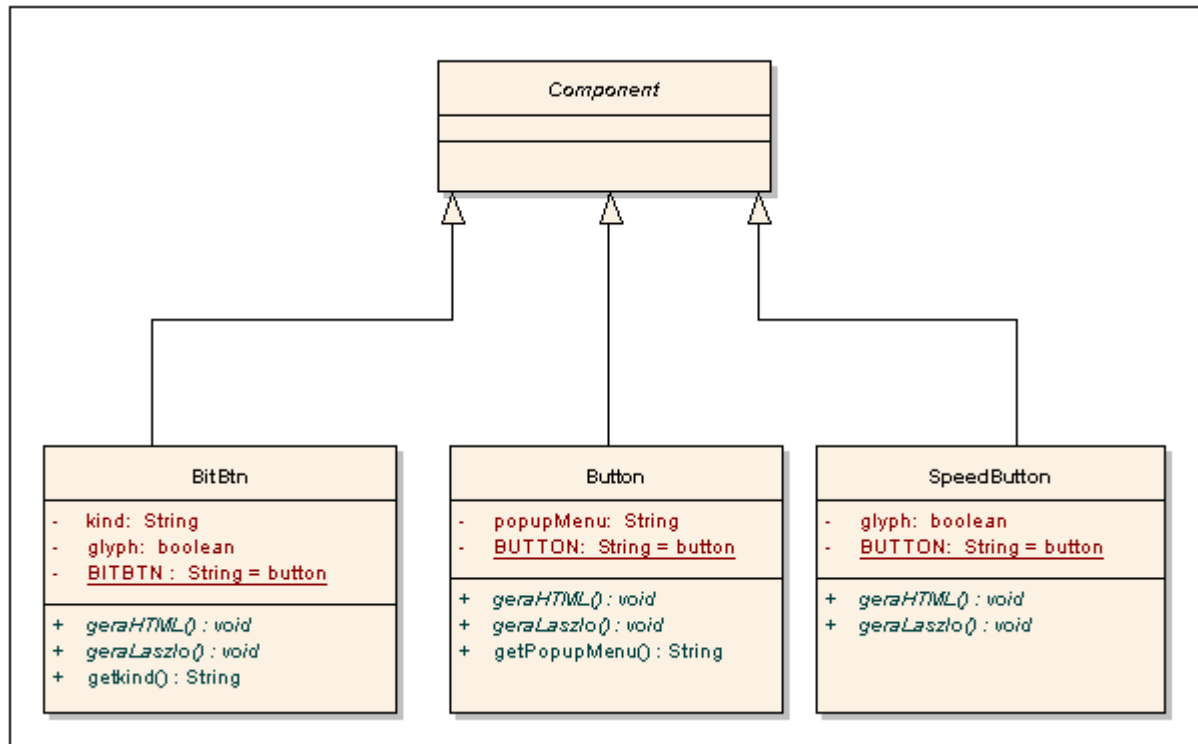 Component
BitBtn
- kind: String
- glyph: boolean
- BITBTN : String = button
+ geraHTML() : void
+ geraLaszlo() : void
+ getkind() : String
Button
- popupMenu: String
- BUTTON: String = button
+ geraHTML() : void
+ geraLaszlo() : void
+ getPopupMenu() : String
SpeedButton
- glyph: boolean
- BUTTON: String = button
+ geraHTML() : void
+ geraLaszlo() : void